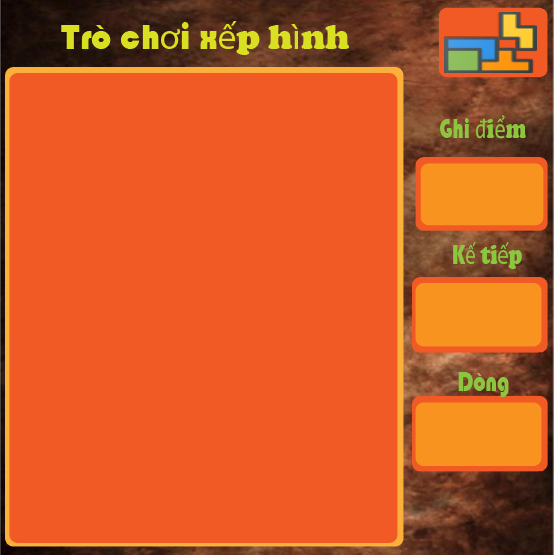 Trò chơi xếp hình
Ghi điểm
Kế tiếp
Dòng